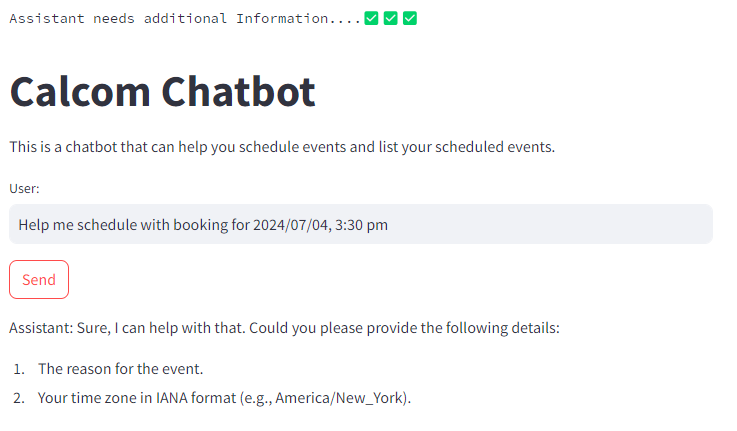 Assistant needs additional Information....✅✅✅
Calcom Chatbot
This is a chatbot that can help you schedule events and list your scheduled events.
User:
Help me schedule with booking for 2024/07/04, 3:30 pm
Send
Assistant: Sure, I can help with that. Could you please provide the following details:
1. The reason for the event.
2. Your time zone in IANA format (e.g., America/New_York).